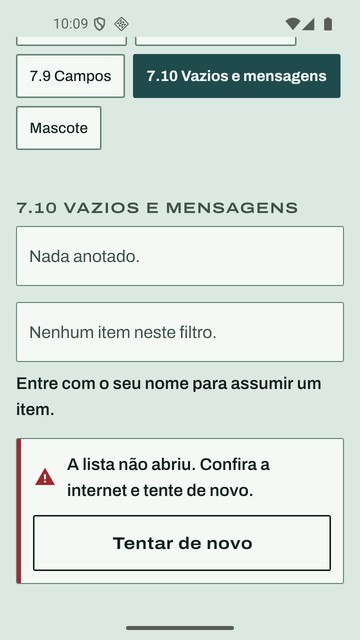 10:09
7.9 Campos
7.10 Vazios e mensagens
Mascote
7.10 VAZIOS E MENSAGENS
Nada anotado.
Nenhum item neste filtro.
Entre com o seu nome para assumir um
item.
A lista não abriu. Confira a
internet e tente de novo.
Tentar de novo